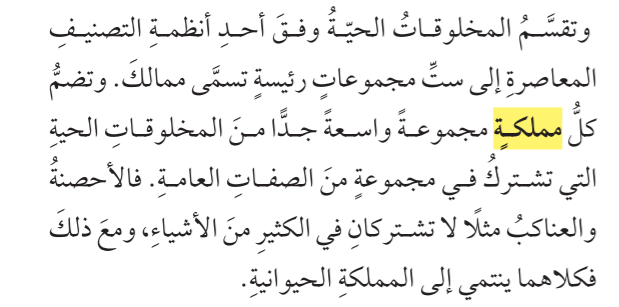 وتقسَّمُ المخلوقاتُ الحيّةُ وفقَ أحدِ أنظمةِ التصنيفِ
المعاصرةِ إلى ستِّ مجموعاتٍ رئيسةٍ تسمَّى ممالكَ. وتضمُّ
كلُّ مملكةٍ مجموعةً واسعةً جدًّا منَ المخلوقاتِ الحيةِ
التي تشتركُ في مجموعةٍ منَ الصفاتِ العامةِ. فالأحصنةُ
والعناكبُ مثلًا لا تشتركانِ في الكثيرِ منَ الأشياءِ، ومعَ ذلكَ
فكلاهما ينتمي إلى المملكةِ الحيوانيةِ.